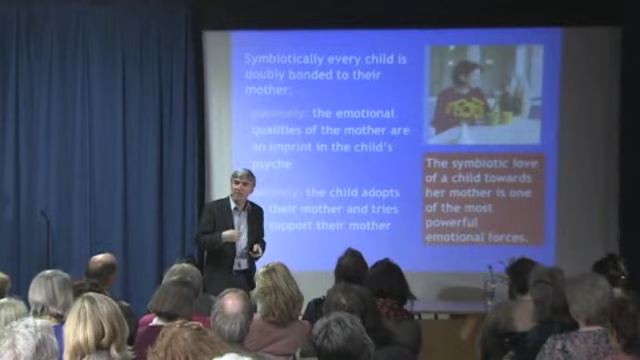 Symbiotically every child is
doubly bonded to their
mother:
the emotional
qualities of the mother are
an imprint in the child's
psyche
the child adopts
their mother and tries
support their mother
The symbiotic love
of a child towards
her mother is one
of the most
powerful
emotional forces.